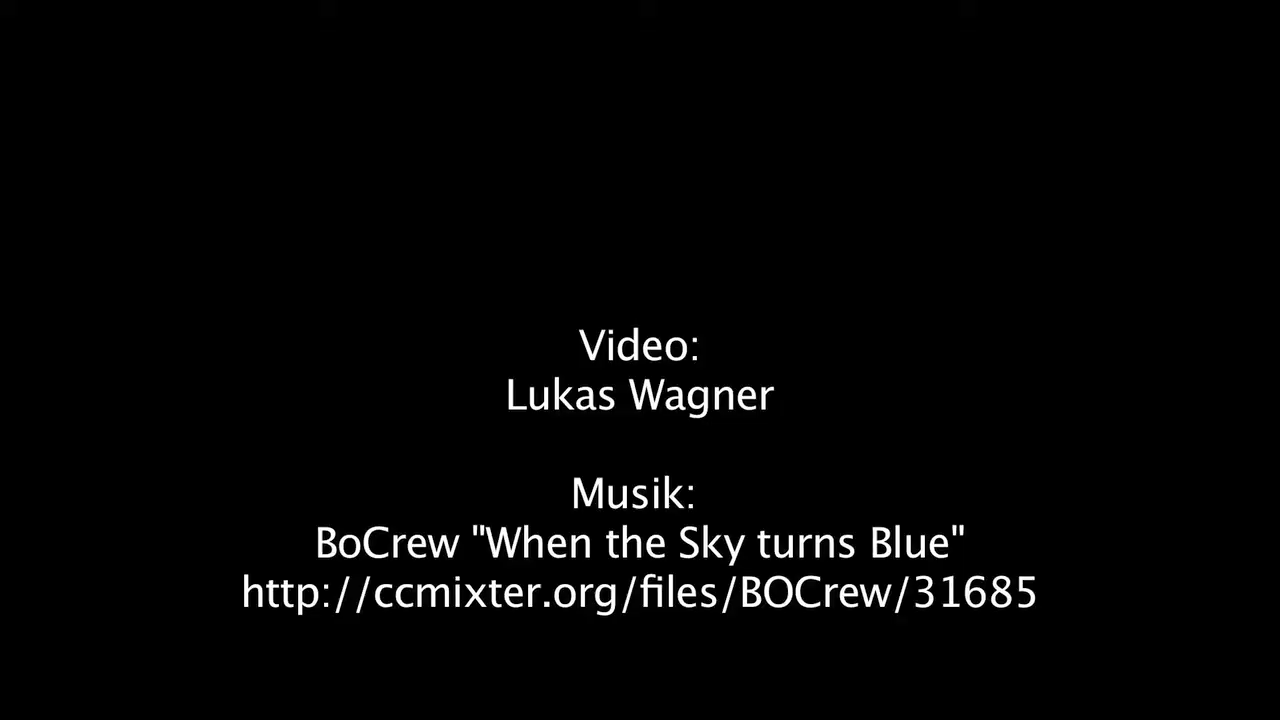 Video:
Lukas Wagner
Musik:
BoCrew "When the Sky turns Blue"
http://ccmixter.org/files/BOCrew/31685